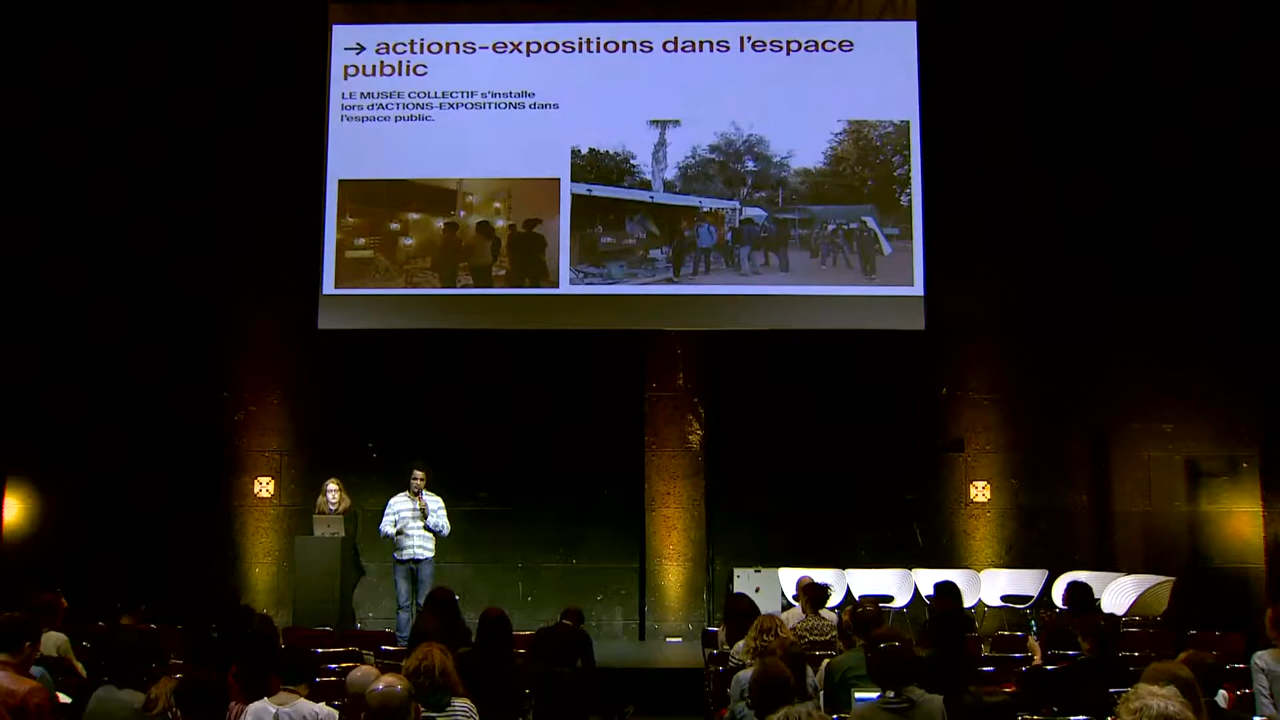 → actions-expositions dans l'espace
public
LE MUSÉE COLLECTIF s'installe
lors d'ACTIONS-EXPOSITIONS dans
l'espace public.